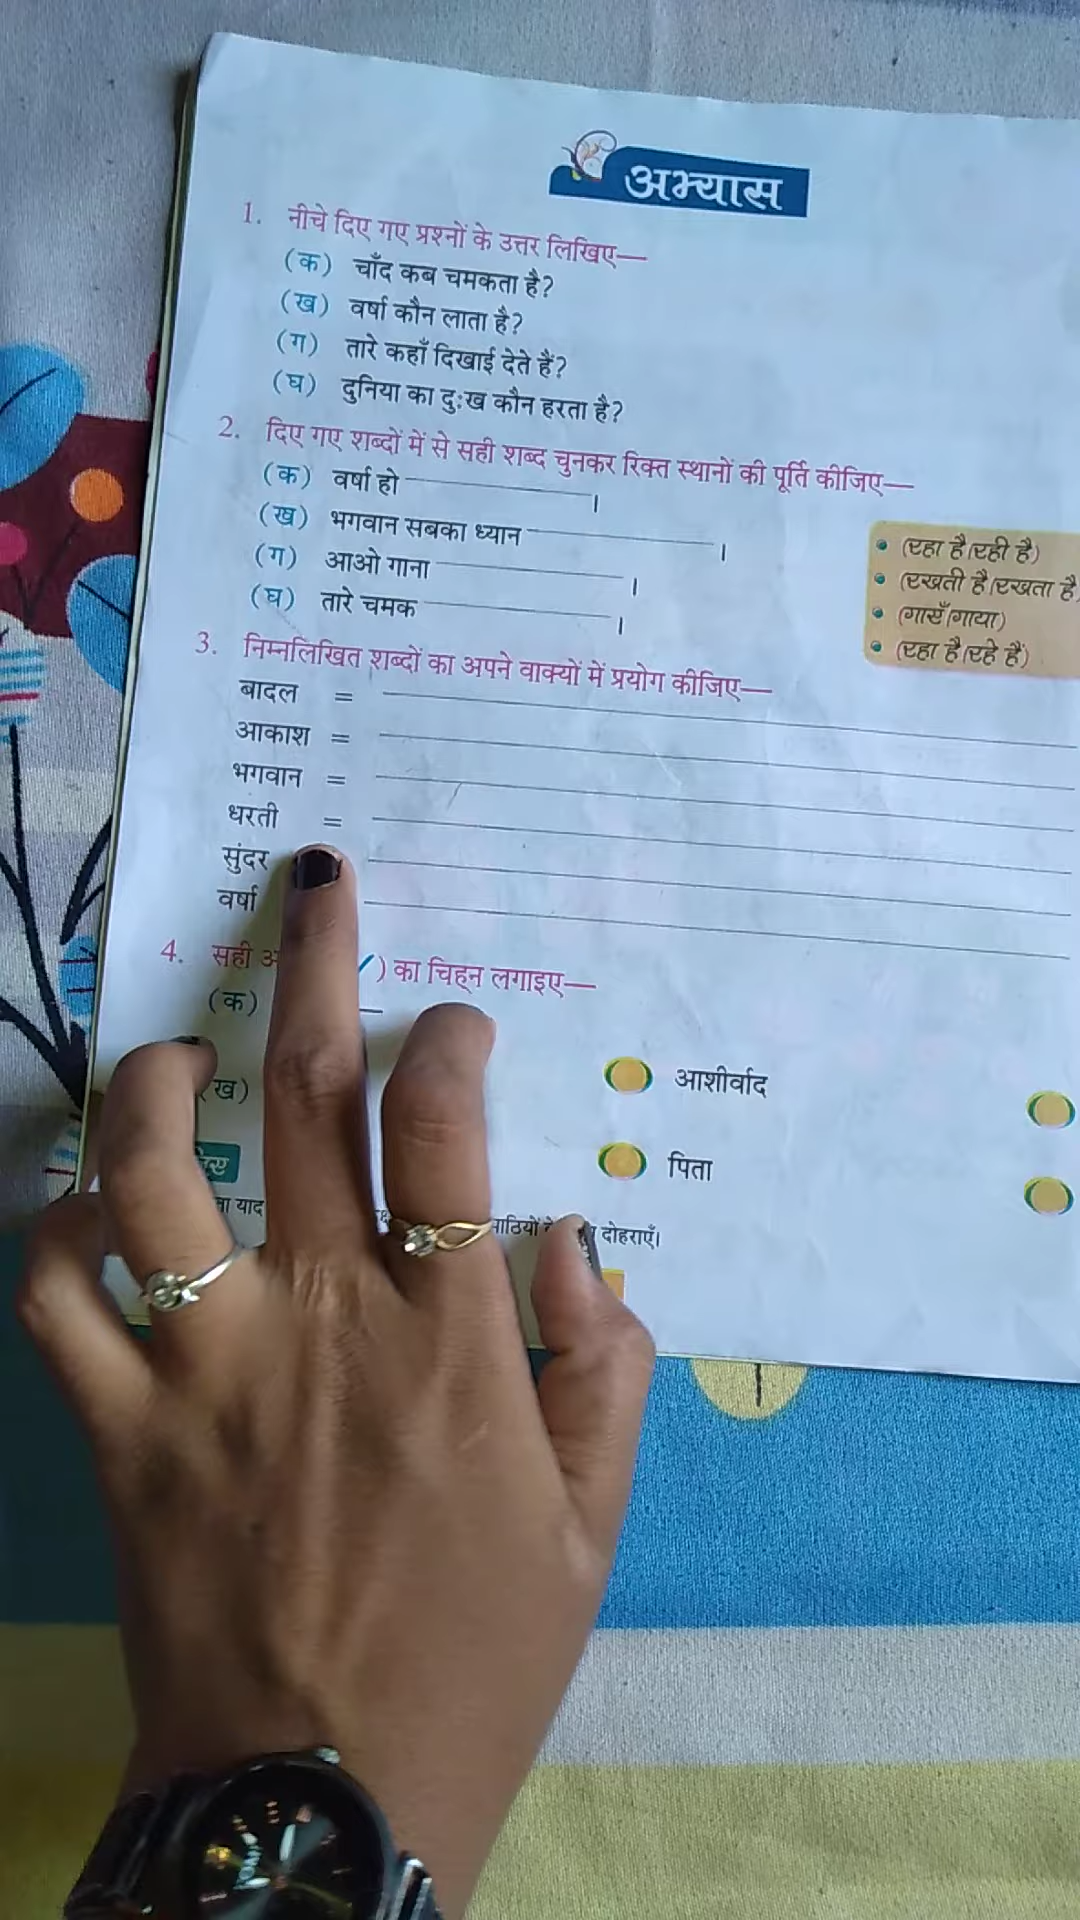 अभ्यास
1. नीचे दिए गए प्रश्नों के उत्तर लिखिए—
(क) चाँद कब चमकता है?
(ख) वर्षा कौन लाता है?
(ग) तारे कहाँ दिखाई देते हैं?
(घ) दुनिया का दुःख कौन हरता है?
2. दिए गए शब्दों में से सही शब्द चुनकर रिक्त स्थानों की पूर्ति कीजिए—
(क) वर्षा हो ।
(ख) भगवान सबका ध्यान ।
(ग) आओ गाना ।
(घ) तारे चमक ।
• (रहा है/रही है)
• (रखती है/रखता है
• (गाएँ/गाया)
• (रहा है/रहे हैं)
3. निम्नलिखित शब्दों का अपने वाक्यों में प्रयोग कीजिए—
बादल =
आकाश =
भगवान =
धरती =
सुंदर
वर्षा
4. सही ✓) का चिह्न लगाइए—
(क)
आशीर्वाद
(ख)
पिता
याद दोहराएँ।